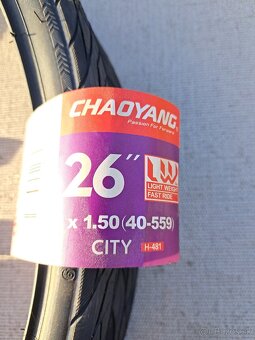 CHAOYANG
Passion For Forward
26"
LW
LIGHT WEIGHT
FAST RIDE
x 1.50 (40-559)
CITY
H-481